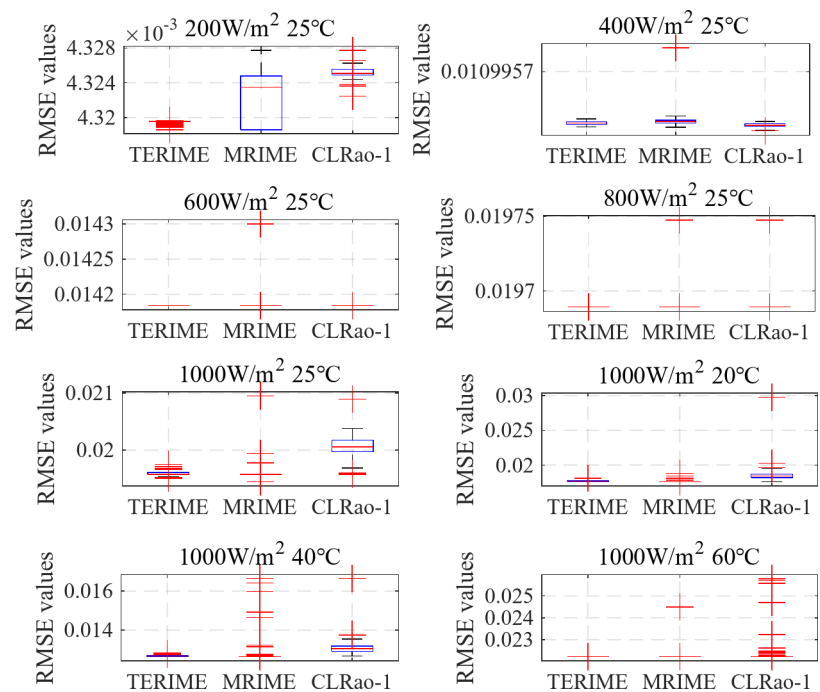 ×10⁻³ 200W/m² 25℃
4.328
4.324
4.32
RMSE values
TERIME MRIME CLRao-1
400W/m² 25℃
0.0109957
RMSE values
TERIME MRIME CLRao-1
600W/m² 25℃
0.0143
0.01425
0.0142
RMSE values
TERIME MRIME CLRao-1
800W/m² 25℃
0.01975
0.0197
RMSE values
TERIME MRIME CLRao-1
1000W/m² 25℃
0.021
0.02
RMSE values
TERIME MRIME CLRao-1
1000W/m² 20℃
0.03
0.025
0.02
RMSE values
TERIME MRIME CLRao-1
1000W/m² 40℃
0.016
0.014
RMSE values
TERIME MRIME CLRao-1
1000W/m² 60℃
0.025
0.024
0.023
RMSE values
TERIME MRIME CLRao-1